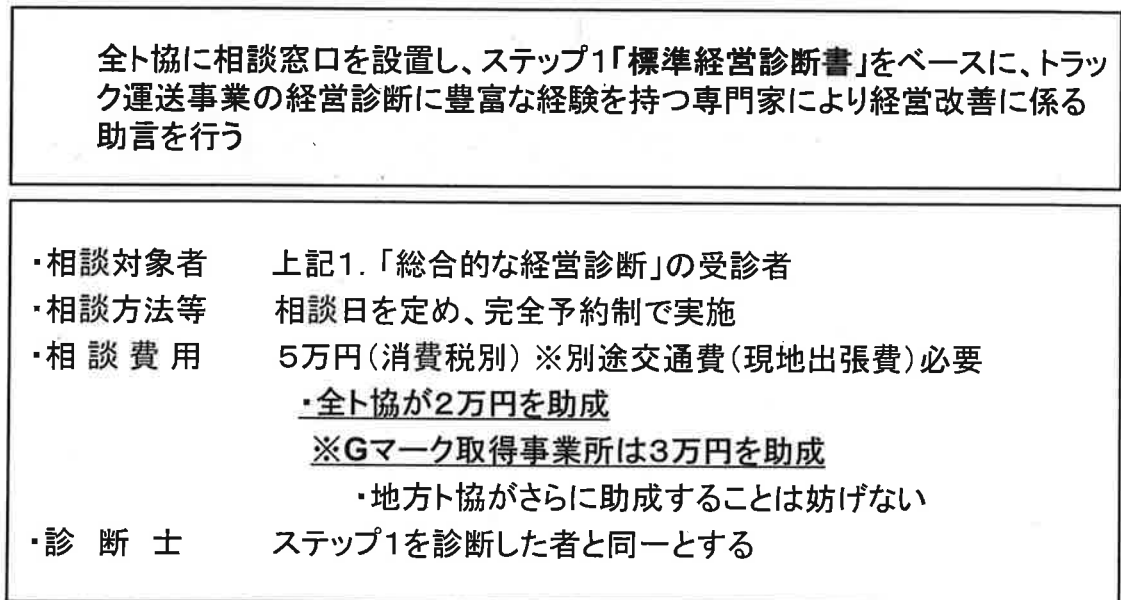 全ト協に相談窓口を設置し、ステップ1「標準経営診断書」をベースに、トラッ
ク運送事業の経営診断に豊富な経験を持つ専門家により経営改善に係る
助言を行う
・相談対象者 上記1.「総合的な経営診断」の受診者
・相談方法等 相談日を定め、完全予約制で実施
・相 談 費 用 5万円(消費税別) ※別途交通費(現地出張費)必要
・全ト協が2万円を助成
※Gマーク取得事業所は3万円を助成
・地方ト協がさらに助成することは妨げない
・診 断 士 ステップ1を診断した者と同一とする